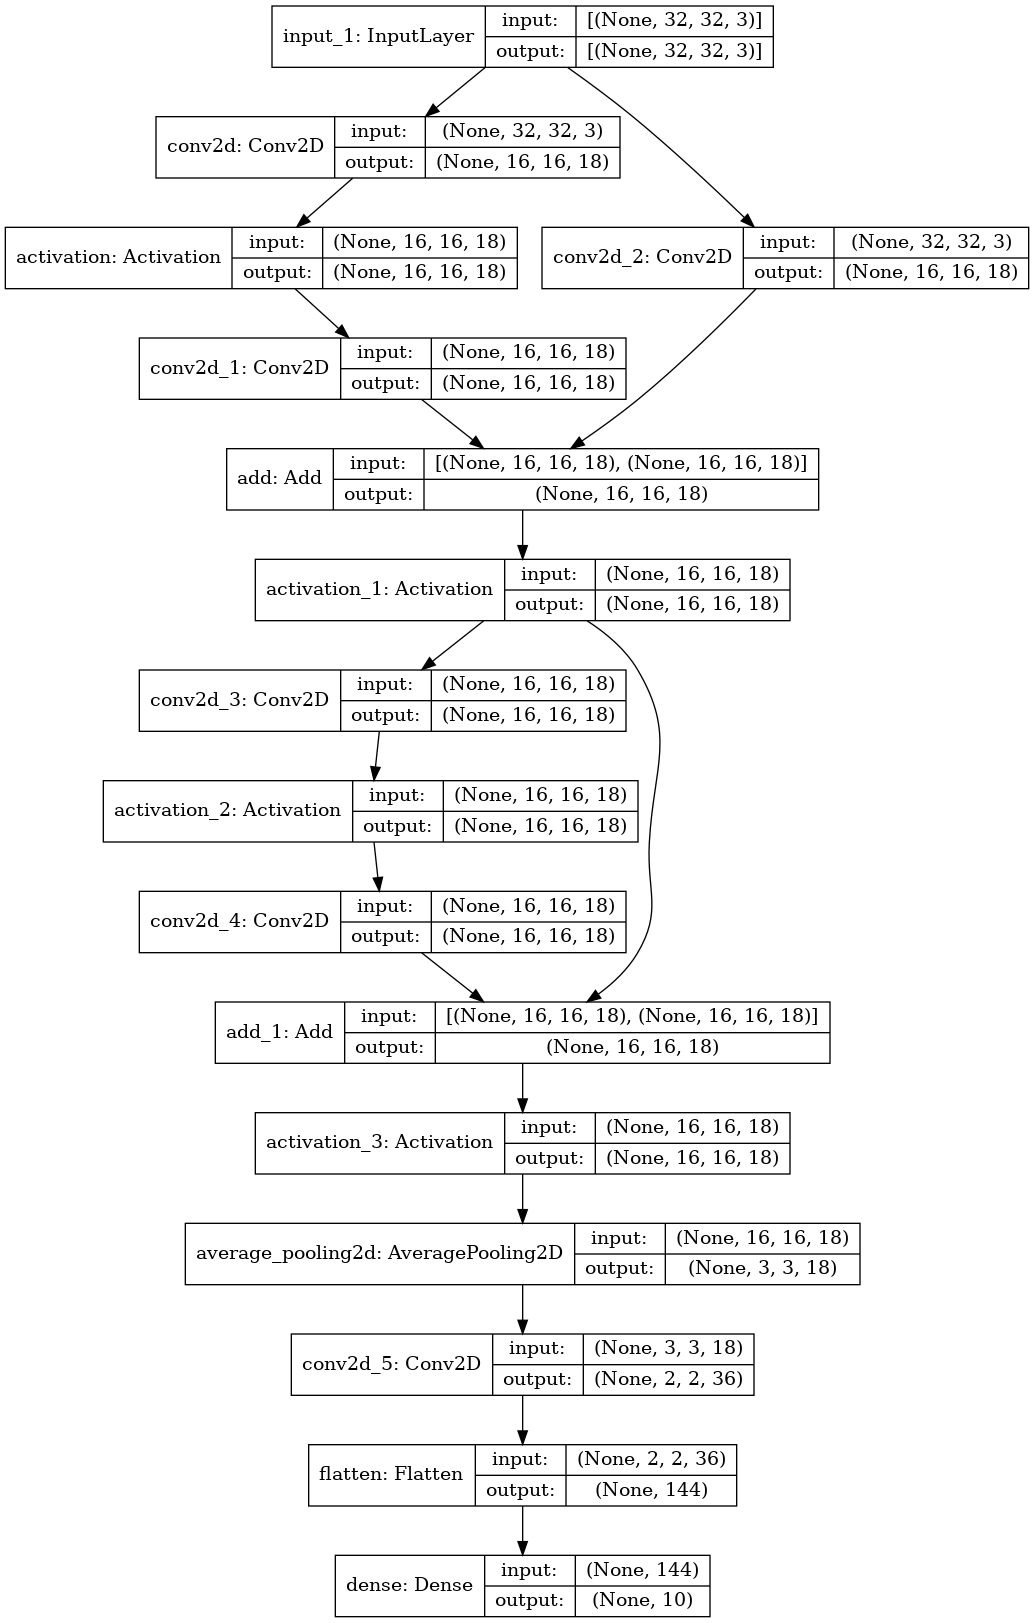 input_1: InputLayer
input: [(None, 32, 32, 3)]
output: [(None, 32, 32, 3)]
conv2d: Conv2D
input: (None, 32, 32, 3)
output: (None, 16, 16, 18)
activation: Activation
input: (None, 16, 16, 18)
output: (None, 16, 16, 18)
conv2d_2: Conv2D
input: (None, 32, 32, 3)
output: (None, 16, 16, 18)
conv2d_1: Conv2D
input: (None, 16, 16, 18)
output: (None, 16, 16, 18)
add: Add
input: [(None, 16, 16, 18), (None, 16, 16, 18)]
output: (None, 16, 16, 18)
activation_1: Activation
input: (None, 16, 16, 18)
output: (None, 16, 16, 18)
conv2d_3: Conv2D
input: (None, 16, 16, 18)
output: (None, 16, 16, 18)
activation_2: Activation
input: (None, 16, 16, 18)
output: (None, 16, 16, 18)
conv2d_4: Conv2D
input: (None, 16, 16, 18)
output: (None, 16, 16, 18)
add_1: Add
input: [(None, 16, 16, 18), (None, 16, 16, 18)]
output: (None, 16, 16, 18)
activation_3: Activation
input: (None, 16, 16, 18)
output: (None, 16, 16, 18)
average_pooling2d: AveragePooling2D
input: (None, 16, 16, 18)
output: (None, 3, 3, 18)
conv2d_5: Conv2D
input: (None, 3, 3, 18)
output: (None, 2, 2, 36)
flatten: Flatten
input: (None, 2, 2, 36)
output: (None, 144)
dense: Dense
input: (None, 144)
output: (None, 10)